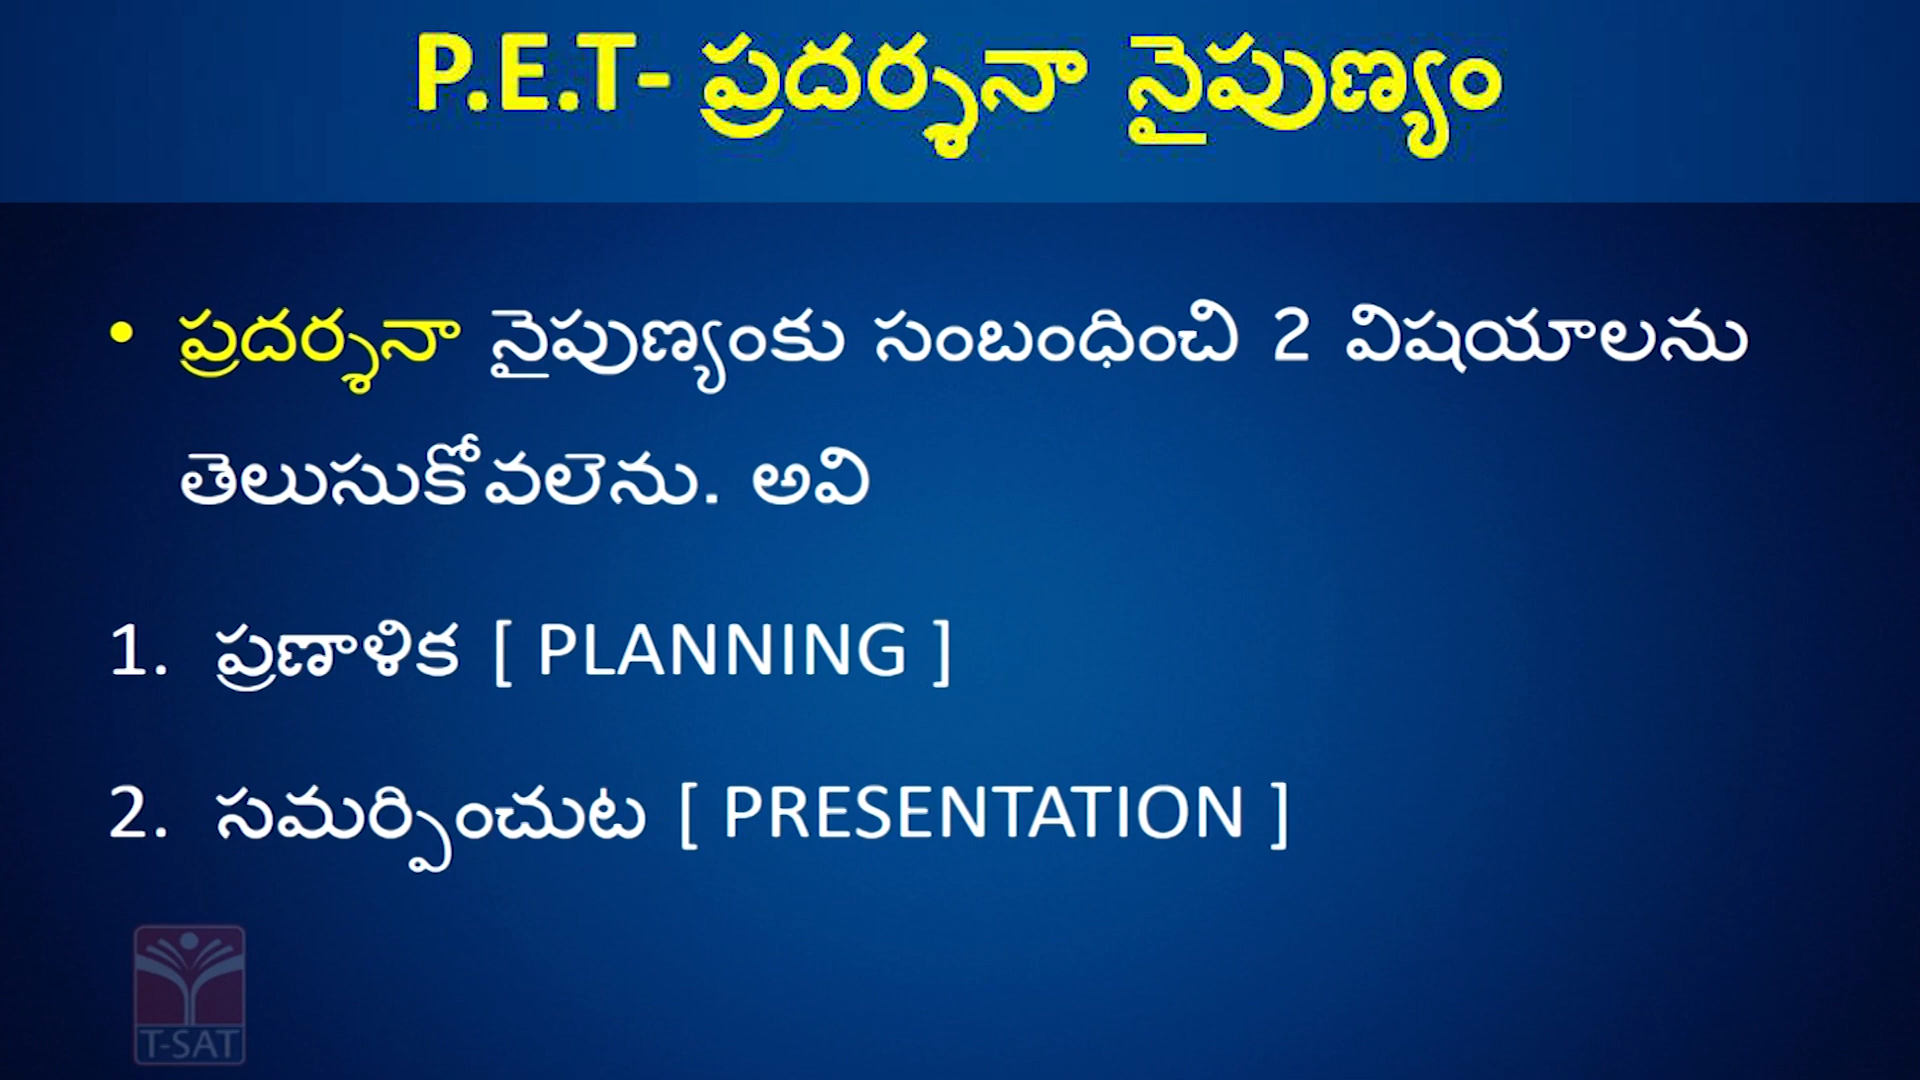 P.E.T- ప్రదర్శనా నైపుణ్యం
• ప్రదర్శనా నైపుణ్యంకు సంబంధించి 2 విషయాలను
తెలుసుకోవలెను. అవి
1. ప్రణాళిక [ PLANNING ]
2. సమర్పించుట [ PRESENTATION ]
T-SAT